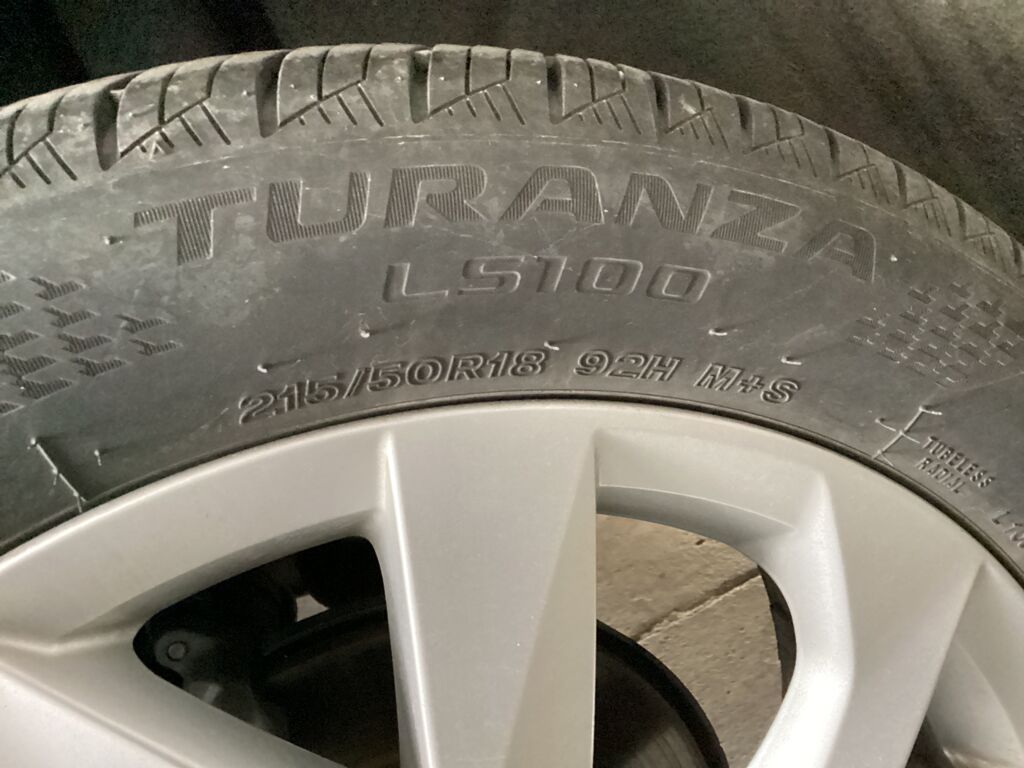 TURANZA
LS100
215/50R18 92H M+S
TUBELESS
RADIAL